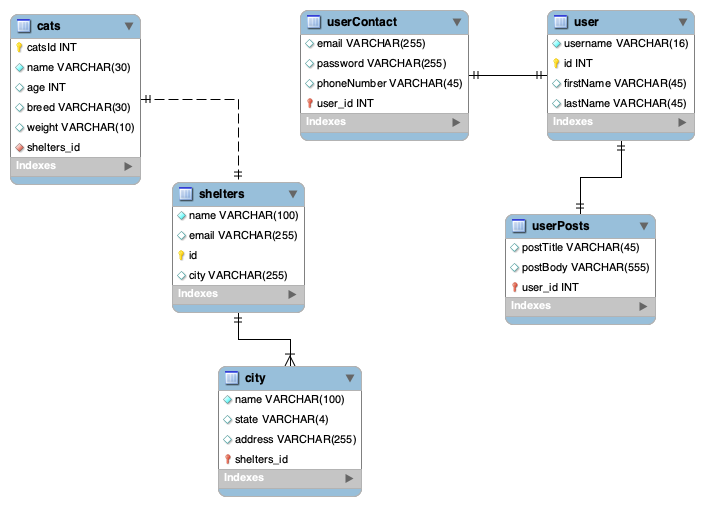 cats
catsId INT
name VARCHAR(30)
age INT
breed VARCHAR(30)
weight VARCHAR(10)
shelters_id
Indexes
userContact
email VARCHAR(255)
password VARCHAR(255)
phoneNumber VARCHAR(45)
user_id INT
Indexes
user
username VARCHAR(16)
id INT
firstName VARCHAR(45)
lastName VARCHAR(45)
Indexes
shelters
name VARCHAR(100)
email VARCHAR(255)
id
city VARCHAR(255)
Indexes
userPosts
postTitle VARCHAR(45)
postBody VARCHAR(555)
user_id INT
Indexes
city
name VARCHAR(100)
state VARCHAR(4)
address VARCHAR(255)
shelters_id
Indexes